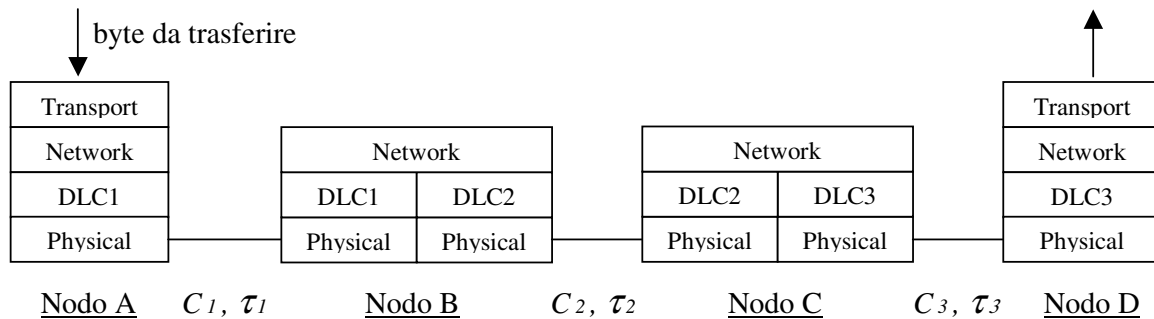 byte da trasferire
Transport Transport
Network Network Network Network
DLC1 DLC1 DLC2 DLC2 DLC3 DLC3
Physical Physical Physical Physical Physical Physical
Nodo A C1, τ1 Nodo B C2, τ2 Nodo C C3, τ3 Nodo D